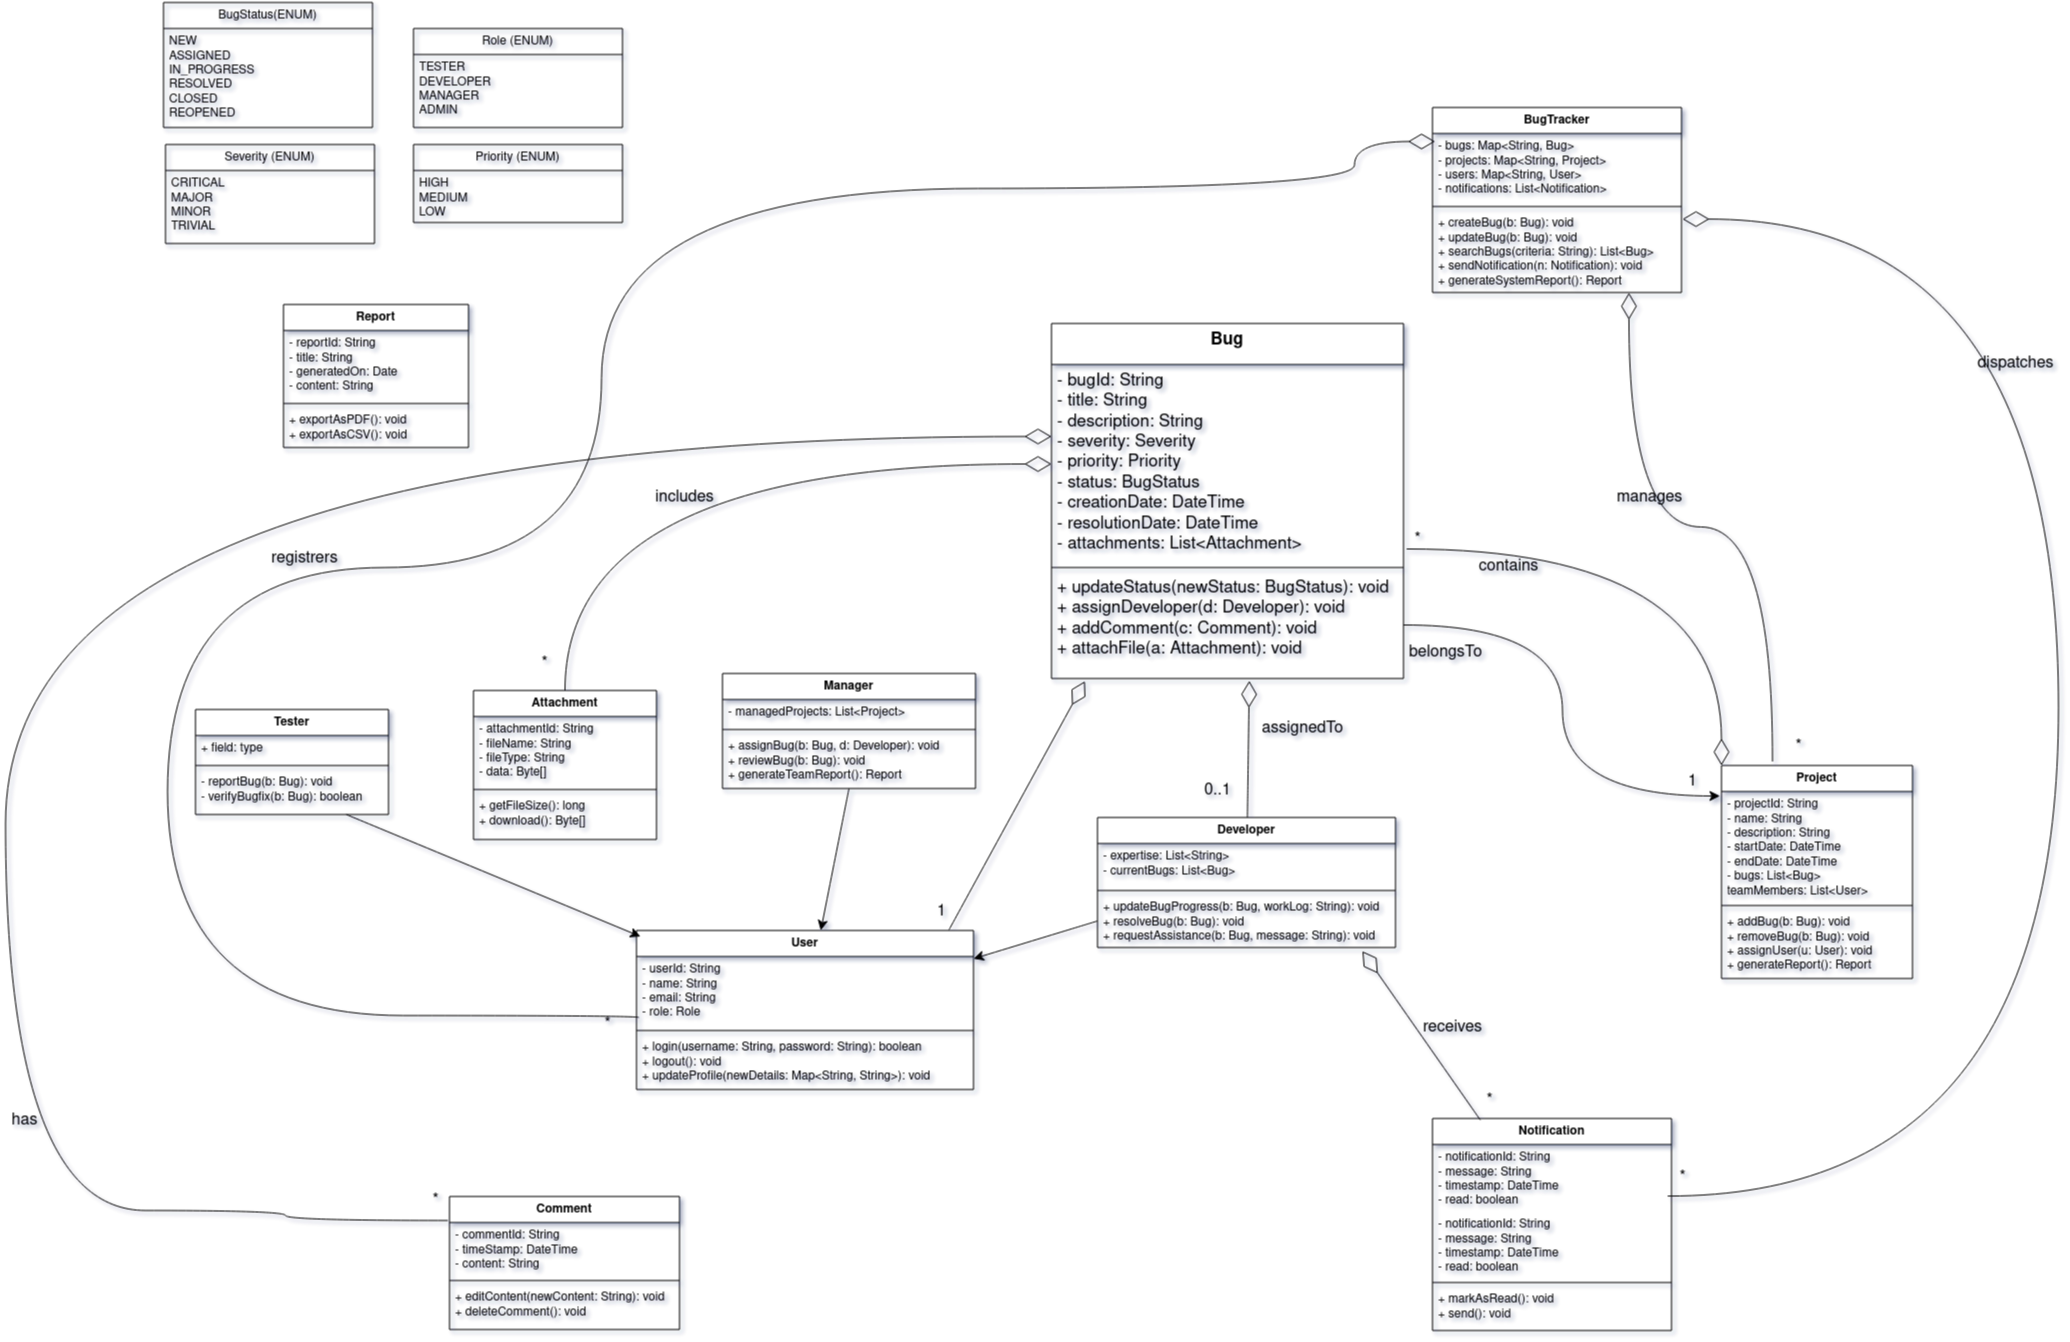 BugStatus(ENUM)
NEW
ASSIGNED
IN_PROGRESS
RESOLVED
CLOSED
REOPENED
Role (ENUM)
TESTER
DEVELOPER
MANAGER
ADMIN
Severity (ENUM)
CRITICAL
MAJOR
MINOR
TRIVIAL
Priority (ENUM)
HIGH
MEDIUM
LOW
BugTracker
- bugs: Map<String, Bug>
- projects: Map<String, Project>
- users: Map<String, User>
- notifications: List<Notification>
+ createBug(b: Bug): void
+ updateBug(b: Bug): void
+ searchBugs(criteria: String): List<Bug>
+ sendNotification(n: Notification): void
+ generateSystemReport(): Report
Report
- reportId: String
- title: String
- generatedOn: Date
- content: String
+ exportAsPDF(): void
+ exportAsCSV(): void
Bug
- bugId: String
- title: String
- description: String
- severity: Severity
- priority: Priority
- status: BugStatus
- creationDate: DateTime
- resolutionDate: DateTime
- attachments: List<Attachment>
+ updateStatus(newStatus: BugStatus): void
+ assignDeveloper(d: Developer): void
+ addComment(c: Comment): void
+ attachFile(a: Attachment): void
dispatches
manages
includes
registrers
*
contains
belongsTo
*
assignedTo
0..1
1
*
Tester
+ field: type
- reportBug(b: Bug): void
- verifyBugfix(b: Bug): boolean
Attachment
- attachmentId: String
- fileName: String
- fileType: String
- data: Byte[]
+ getFileSize(): long
+ download(): Byte[]
Manager
- managedProjects: List<Project>
+ assignBug(b: Bug, d: Developer): void
+ reviewBug(b: Bug): void
+ generateTeamReport(): Report
Developer
- expertise: List<String>
- currentBugs: List<Bug>
+ updateBugProgress(b: Bug, workLog: String): void
+ resolveBug(b: Bug): void
+ requestAssistance(b: Bug, message: String): void
Project
- projectId: String
- name: String
- description: String
- startDate: DateTime
- endDate: DateTime
- bugs: List<Bug>
teamMembers: List<User>
+ addBug(b: Bug): void
+ removeBug(b: Bug): void
+ assignUser(u: User): void
+ generateReport(): Report
1
User
- userId: String
- name: String
- email: String
- role: Role
+ login(username: String, password: String): boolean
+ logout(): void
+ updateProfile(newDetails: Map<String, String>): void
*
receives
*
has
*
Comment
- commentId: String
- timeStamp: DateTime
- content: String
+ editContent(newContent: String): void
+ deleteComment(): void
Notification
- notificationId: String
- message: String
- timestamp: DateTime
- read: boolean
- notificationId: String
- message: String
- timestamp: DateTime
- read: boolean
+ markAsRead(): void
+ send(): void
*